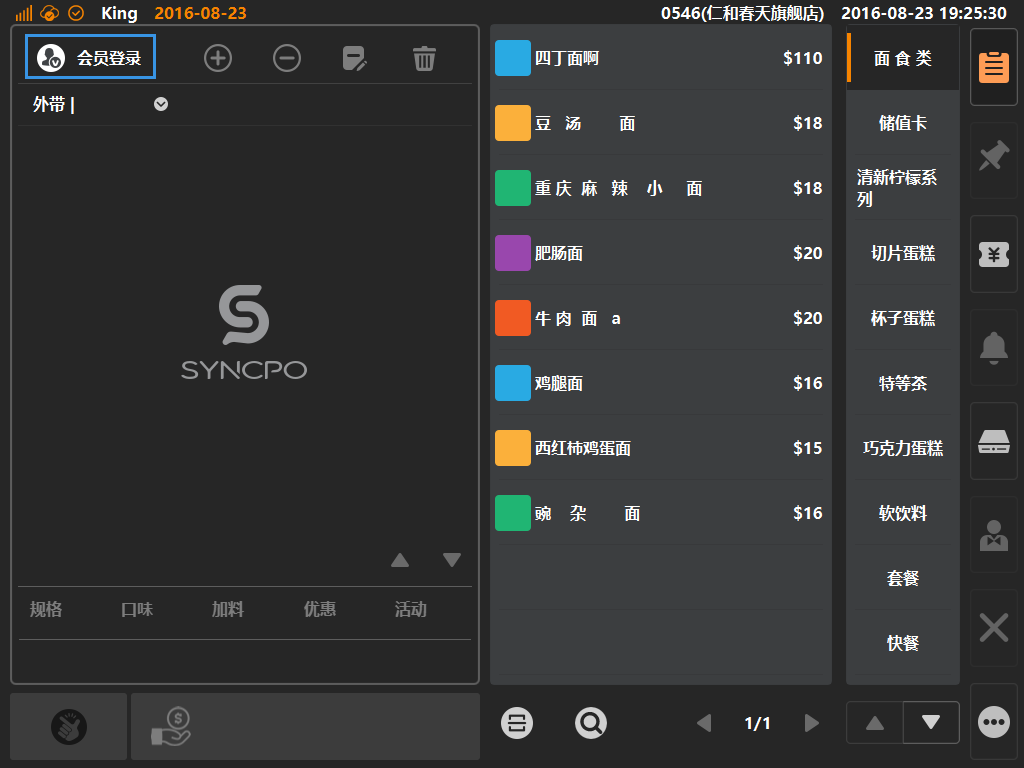 King 2016-08-23
0546(仁和春天旗舰店) 2016-08-23 19:25:30
会员登录
外带 |
SYNCPO
规格 口味 加料 优惠 活动
四丁面啊 $110
豆 汤 面 $18
重 庆 麻 辣 小 面 $18
肥肠面 $20
牛 肉 面 a $20
鸡腿面 $16
西红柿鸡蛋面 $15
豌 杂 面 $16
1/1
面 食 类
储值卡
清新柠檬系
列
切片蛋糕
杯子蛋糕
特等茶
巧克力蛋糕
软饮料
套餐
快餐